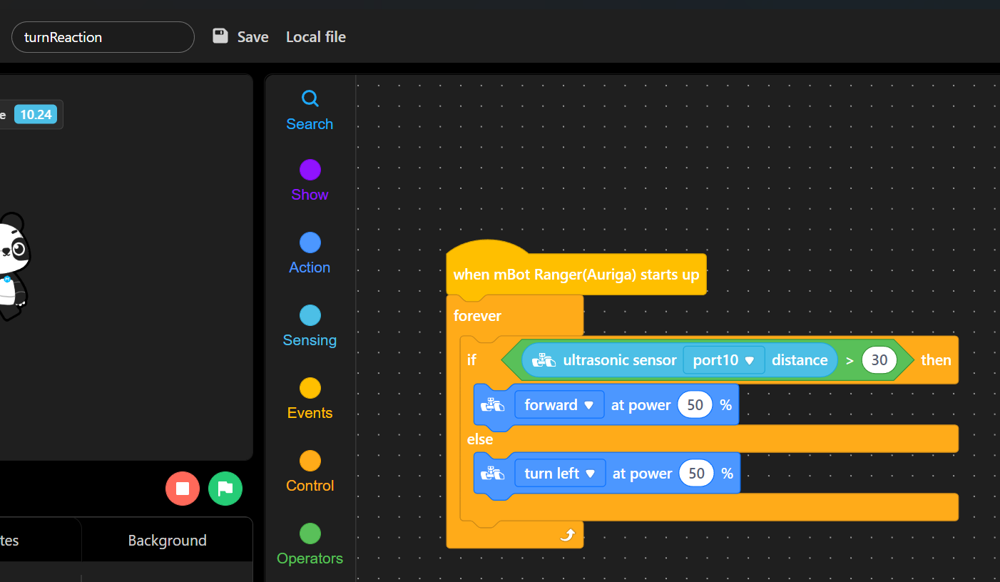 turnReaction
Save
Local file
e 10.24
Search
Show
Action
Sensing
Events
Control
Operators
when mBot Ranger(Auriga) starts up
forever
if ultrasonic sensor port10 distance > 30 then
forward at power 50 %
else
turn left at power 50 %
tes
Background